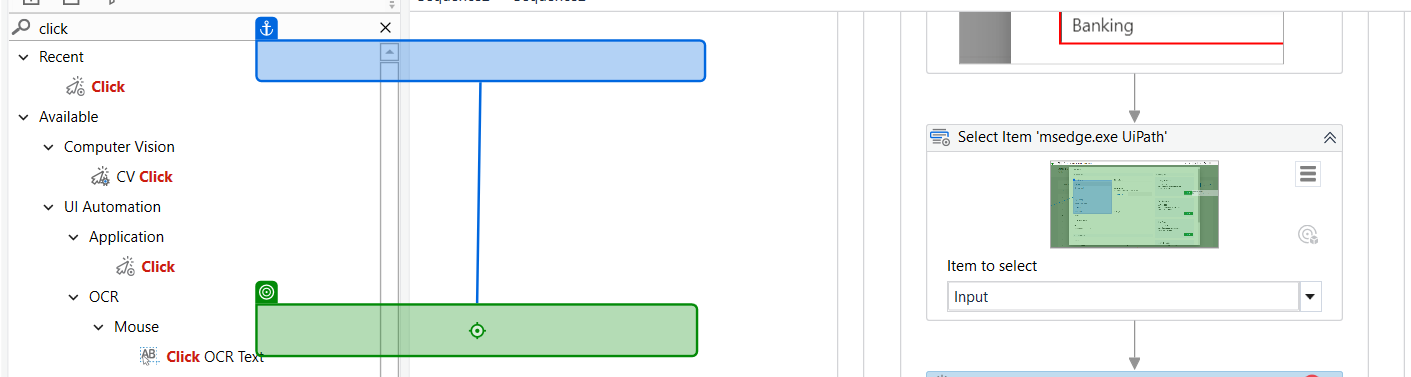 click
Recent
Click
Available
Computer Vision
CV Click
UI Automation
Application
Click
OCR
Mouse
AB
Click OCR Text
Banking
Select Item 'msedge.exe UiPath'
Item to select
Input